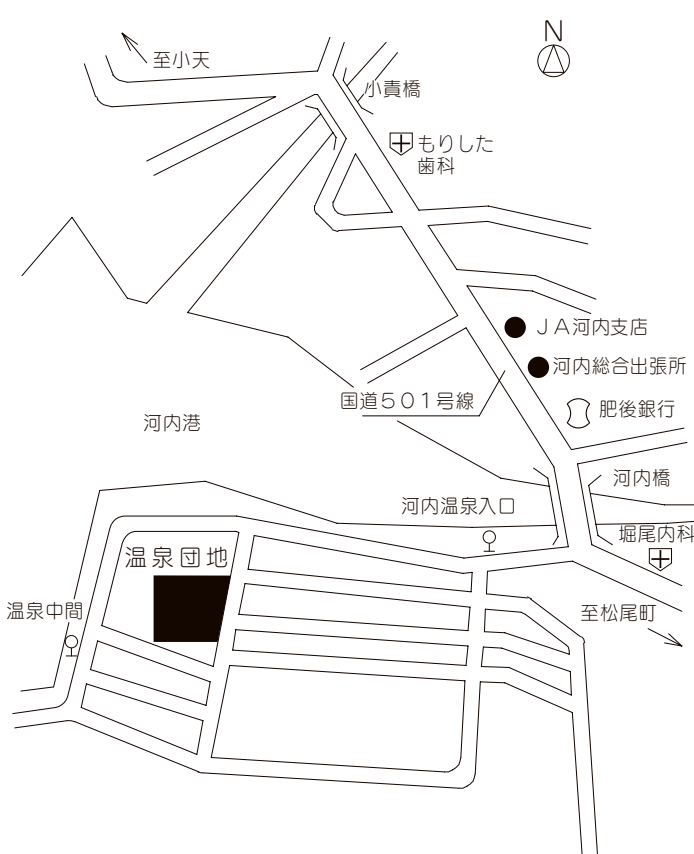 N
至小天
小責橋
もりした
歯科
ＪＡ河内支店
河内総合出張所
国道５０１号線
肥後銀行
河内港
河内橋
河内温泉入口
堀尾内科
温泉団地
温泉中間
至松尾町